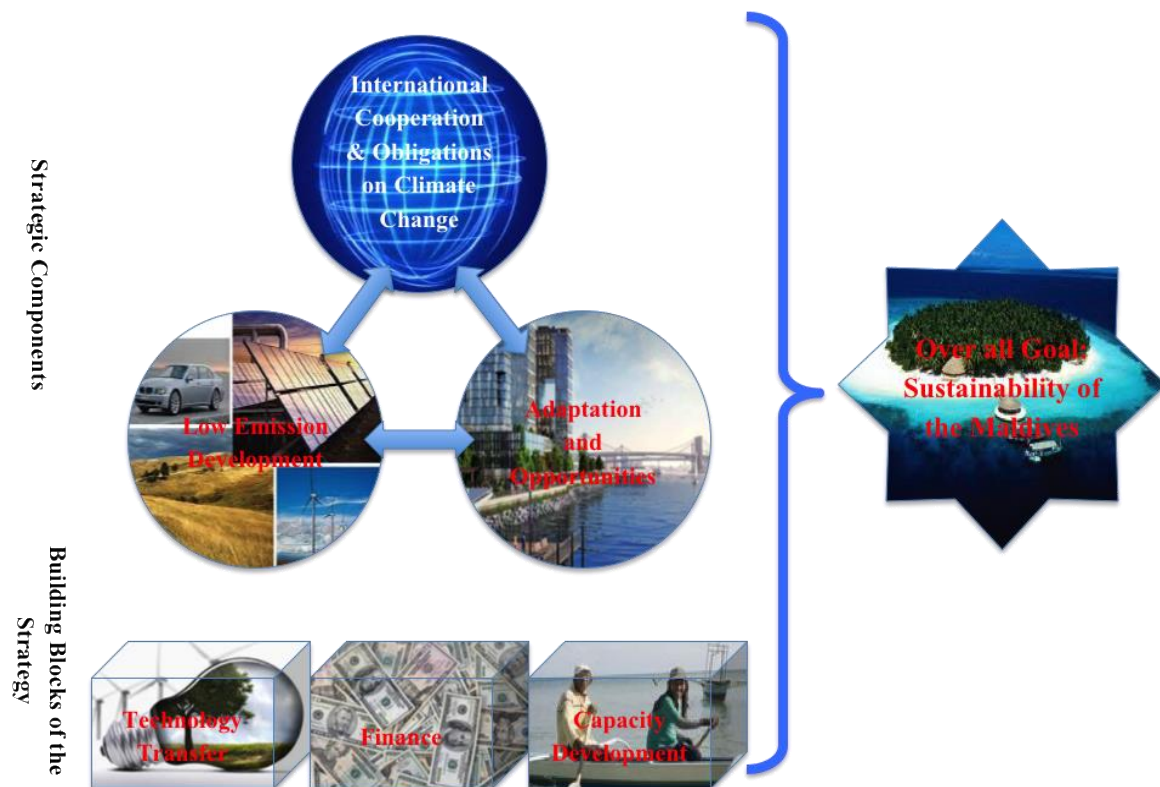 Strategic Components
International
Cooperation
& Obligations
on Climate
Change
Low Emission
Development
Adaptation
and
Opportunities
Over all Goal:
Sustainability of
the Maldives
Building Blocks of the
Strategy
Technology
Transfer
Finance
Capacity
Development